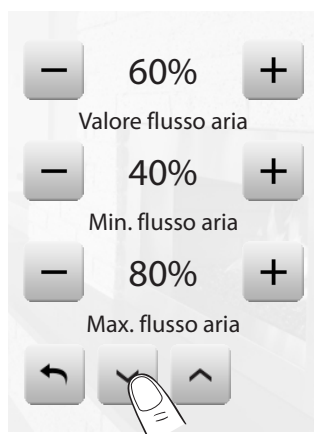 − 60% +
Valore flusso aria
− 40% +
Min. flusso aria
− 80% +
Max. flusso aria